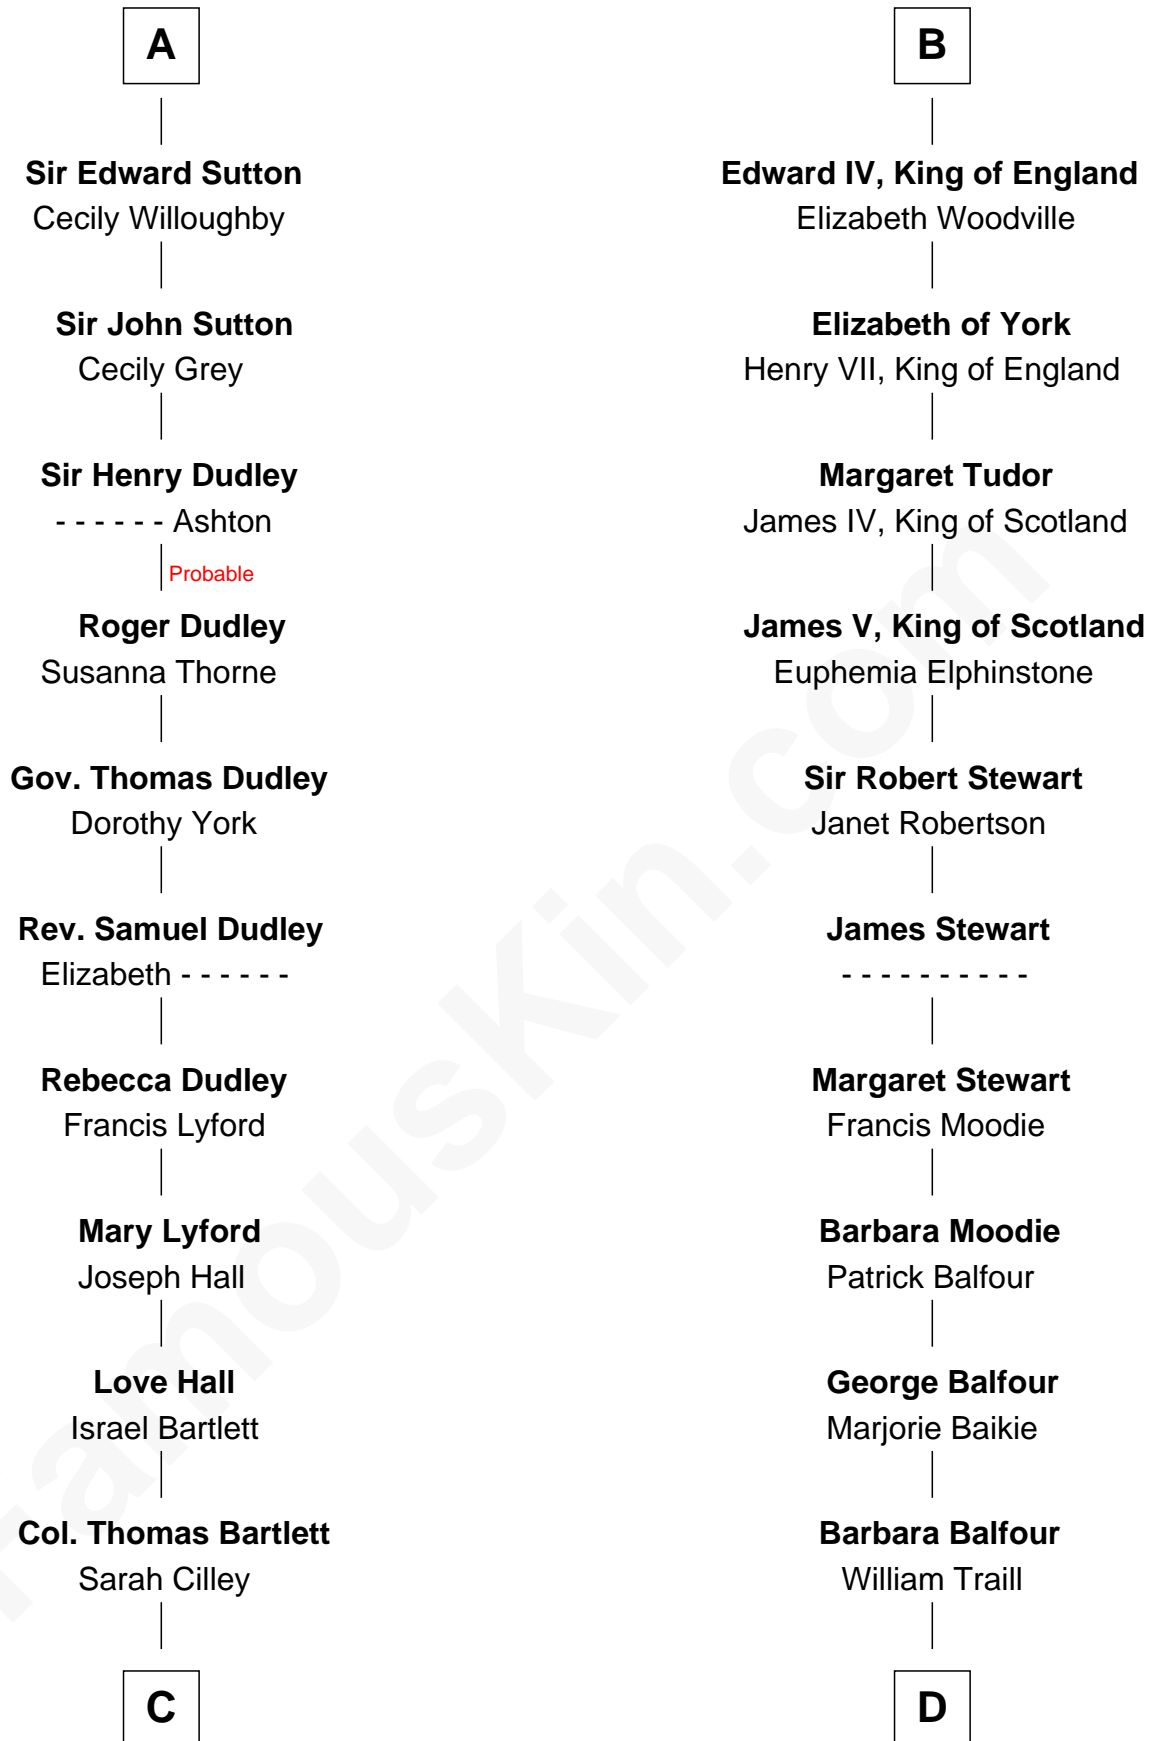 A
Sir Edward Sutton
Cecily Willoughby
Sir John Sutton
Cecily Grey
Sir Henry Dudley
- - - - - - Ashton
Probable
Roger Dudley
Susanna Thorne
Gov. Thomas Dudley
Dorothy York
Rev. Samuel Dudley
Elizabeth - - - - - -
Rebecca Dudley
Francis Lyford
Mary Lyford
Joseph Hall
Love Hall
Israel Bartlett
Col. Thomas Bartlett
Sarah Cilley
C
B
Edward IV, King of England
Elizabeth Woodville
Elizabeth of York
Henry VII, King of England
Margaret Tudor
James IV, King of Scotland
James V, King of Scotland
Euphemia Elphinstone
Sir Robert Stewart
Janet Robertson
James Stewart
- - - - - - - - - -
Margaret Stewart
Francis Moodie
Barbara Moodie
Patrick Balfour
George Balfour
Marjorie Baikie
Barbara Balfour
William Traill
D
FamousKin.com